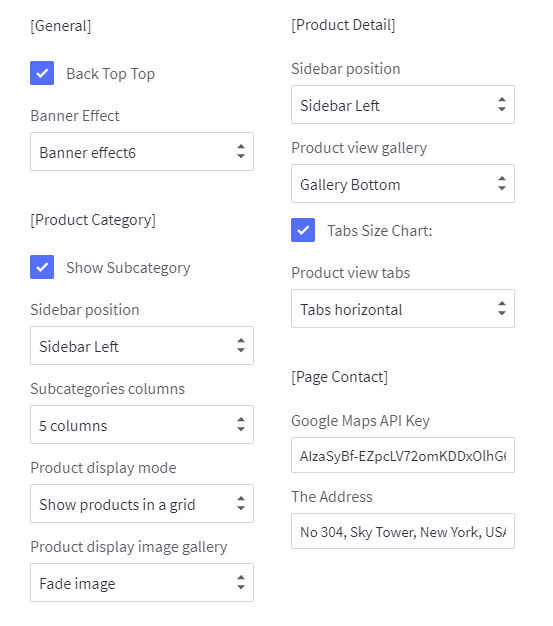 [General]
Back Top Top
Banner Effect
Banner effect6
[Product Category]
Show Subcategory
Sidebar position
Sidebar Left
Subcategories columns
5 columns
Product display mode
Show products in a grid
Product display image gallery
Fade image
[Product Detail]
Sidebar position
Sidebar Left
Product view gallery
Gallery Bottom
Tabs Size Chart:
Product view tabs
Tabs horizontal
[Page Contact]
Google Maps API Key
AIzaSyBf-EZpcLV72omKDDxOlhG
The Address
No 304, Sky Tower, New York, USA